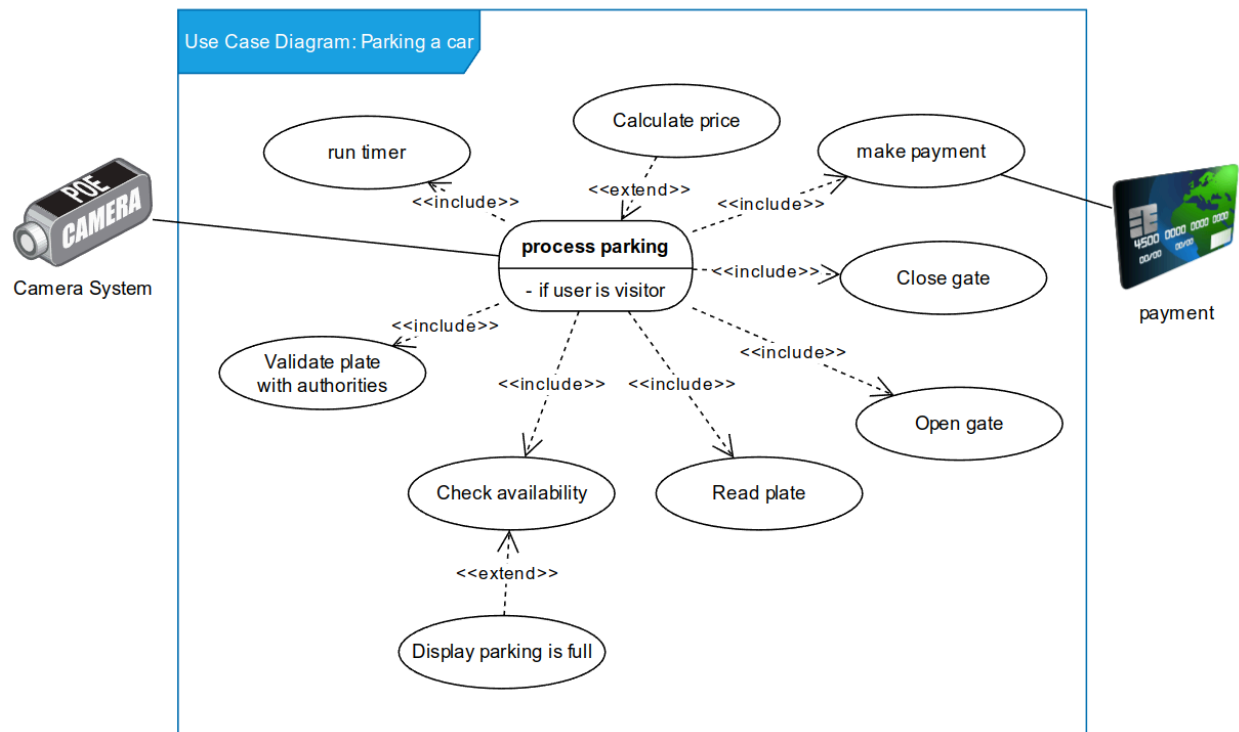 Use Case Diagram: Parking a car
Calculate price
run timer
make payment
<<extend>>
<<include>>
<<include>>
POE
CAMERA
Camera System
process parking
- if user is visitor
<<include>>
Close gate
4500 0000 0000 0000
00/00 00/00
payment
<<include>>
Validate plate
with authorities
<<include>>
Open gate
<<include>>
<<include>>
Check availability
Read plate
<<extend>>
Display parking is full